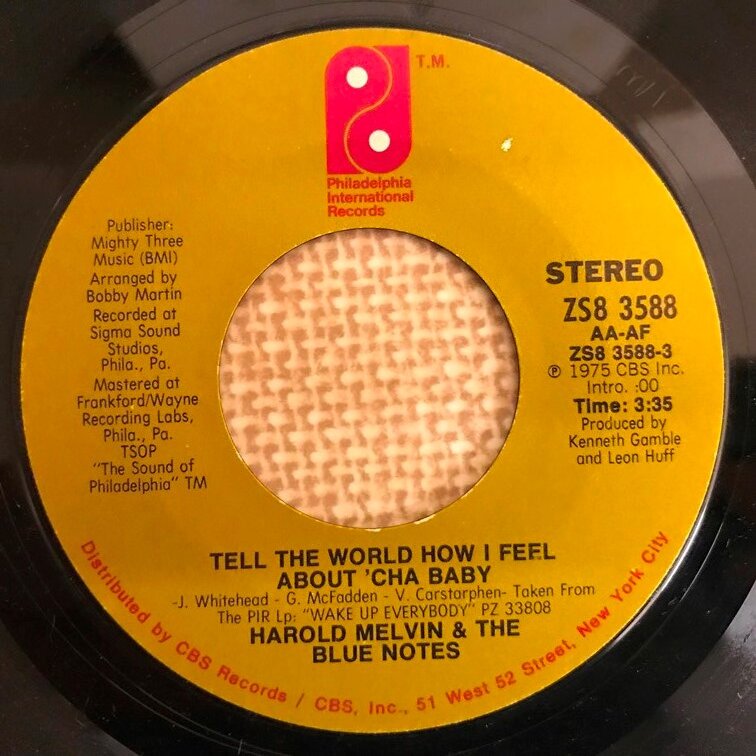 T.M.
Philadelphia
International
Records
Publisher:
Mighty Three
Music (BMI)
Arranged by
Bobby Martin
Recorded at
Sigma Sound
Studios,
Phila., Pa.
Mastered at
Frankford/Wayne
Recording Labs,
Phila., Pa.
TSOP
"The Sound of
Philadelphia" TM
STEREO
ZS8 3588
AA-AF
ZS8 3588-3
℗ 1975 CBS Inc.
Intro. :00
Time: 3:35
Produced by
Kenneth Gamble
and Leon Huff
TELL THE WORLD HOW I FEEL
ABOUT 'CHA BABY
-J. Whitehead - G. McFadden - V. Carstarphen- Taken From
The PIR Lp: "WAKE UP EVERYBODY" PZ 33808
HAROLD MELVIN & THE
BLUE NOTES
Distributed by CBS Records / CBS, Inc., 51 West 52 Street, New York City